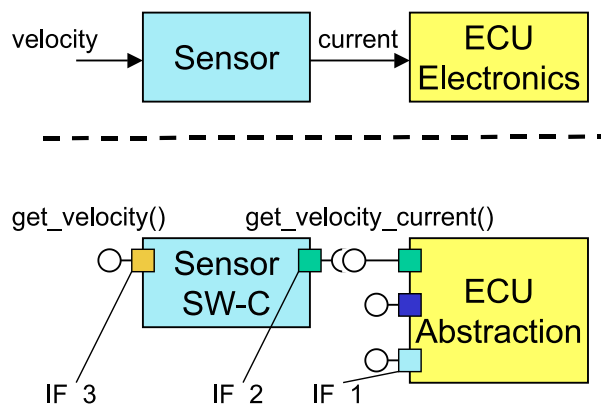 velocity
Sensor
current
ECU
Electronics
get_velocity()
get_velocity_current()
Sensor
SW-C
ECU
Abstraction
IF 3
IF 2
IF 1